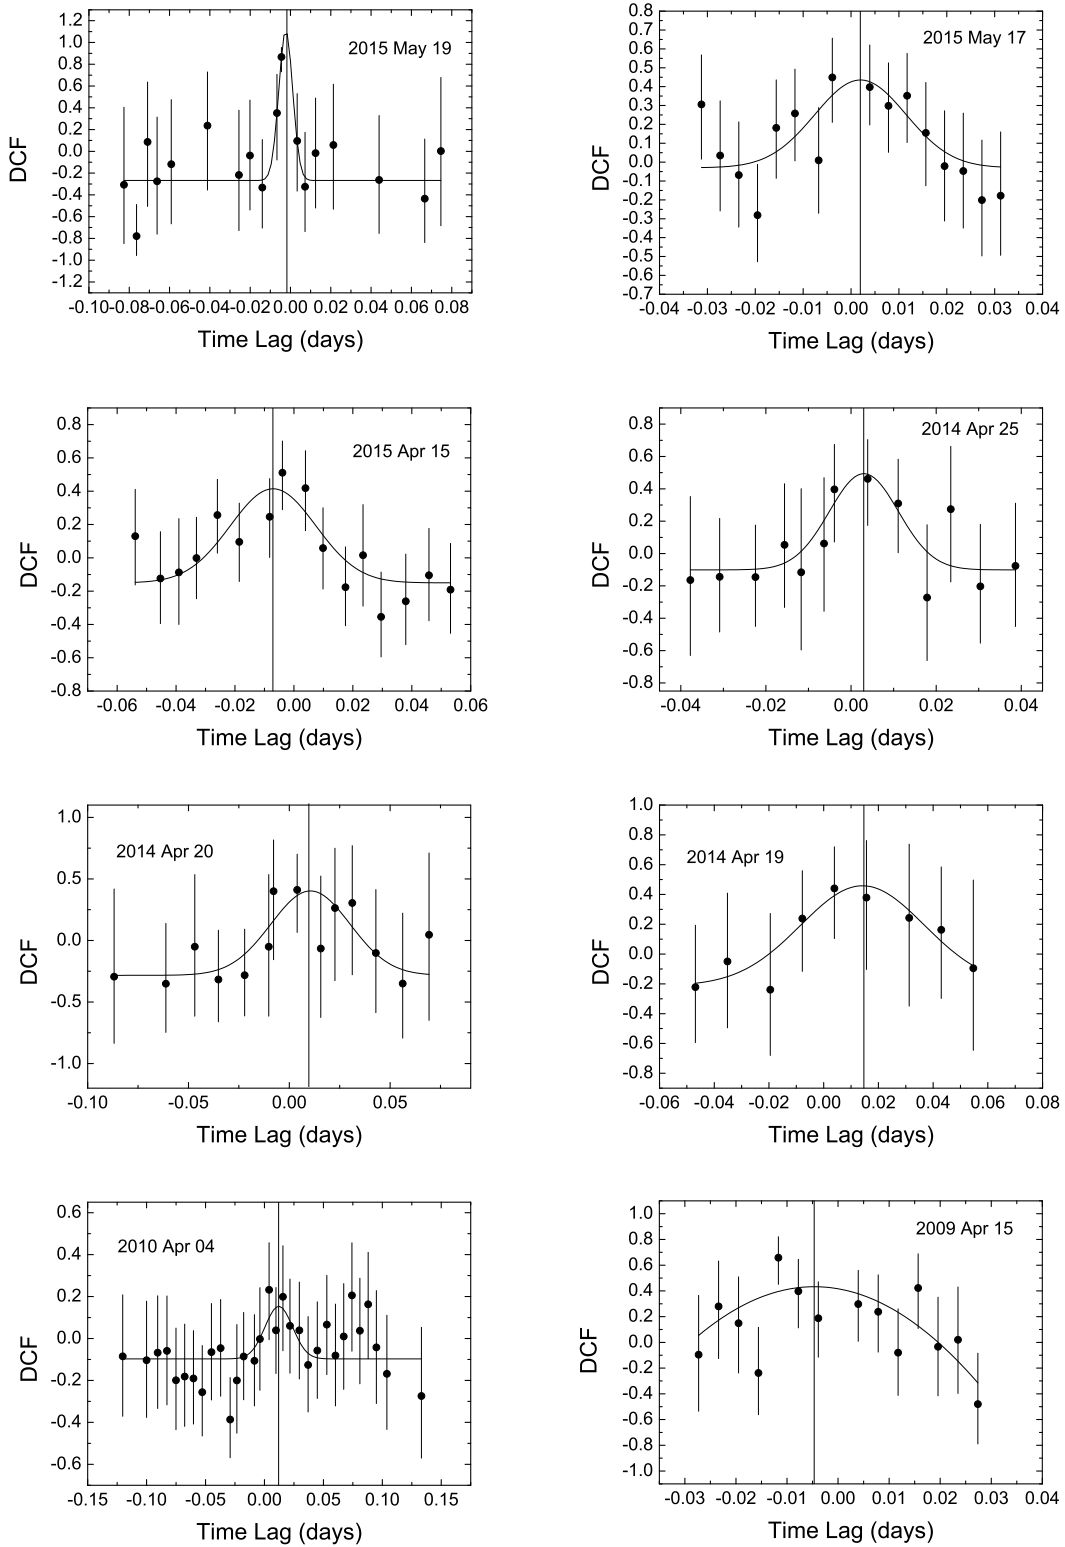 2015 May 19
1.2
1.0
0.8
0.6
0.4
0.2
0.0
-0.2
-0.4
-0.6
-0.8
-1.0
-1.2
DCF
-0.10-0.08-0.06-0.04-0.02 0.00 0.02 0.04 0.06 0.08
Time Lag (days)
2015 May 17
0.8
0.7
0.6
0.5
0.4
0.3
0.2
0.1
0.0
-0.1
-0.2
-0.3
-0.4
-0.5
-0.6
-0.7
DCF
-0.04 -0.03 -0.02 -0.01 0.00 0.01 0.02 0.03 0.04
Time Lag (days)
2015 Apr 15
0.8
0.6
0.4
0.2
0.0
-0.2
-0.4
-0.6
-0.8
DCF
-0.06 -0.04 -0.02 0.00 0.02 0.04 0.06
Time Lag (days)
2014 Apr 25
0.8
0.6
0.4
0.2
0.0
-0.2
-0.4
-0.6
-0.8
DCF
-0.04 -0.02 0.00 0.02 0.04
Time Lag (days)
2014 Apr 20
1.0
0.5
0.0
-0.5
-1.0
DCF
-0.10 -0.05 0.00 0.05
Time Lag (days)
2014 Apr 19
1.0
0.8
0.6
0.4
0.2
0.0
-0.2
-0.4
-0.6
-0.8
DCF
-0.06 -0.04 -0.02 0.00 0.02 0.04 0.06 0.08
Time Lag (days)
2010 Apr 04
0.6
0.4
0.2
0.0
-0.2
-0.4
-0.6
DCF
-0.15 -0.10 -0.05 0.00 0.05 0.10 0.15
Time Lag (days)
2009 Apr 15
1.0
0.8
0.6
0.4
0.2
0.0
-0.2
-0.4
-0.6
-0.8
-1.0
DCF
-0.03 -0.02 -0.01 0.00 0.01 0.02 0.03 0.04
Time Lag (days)